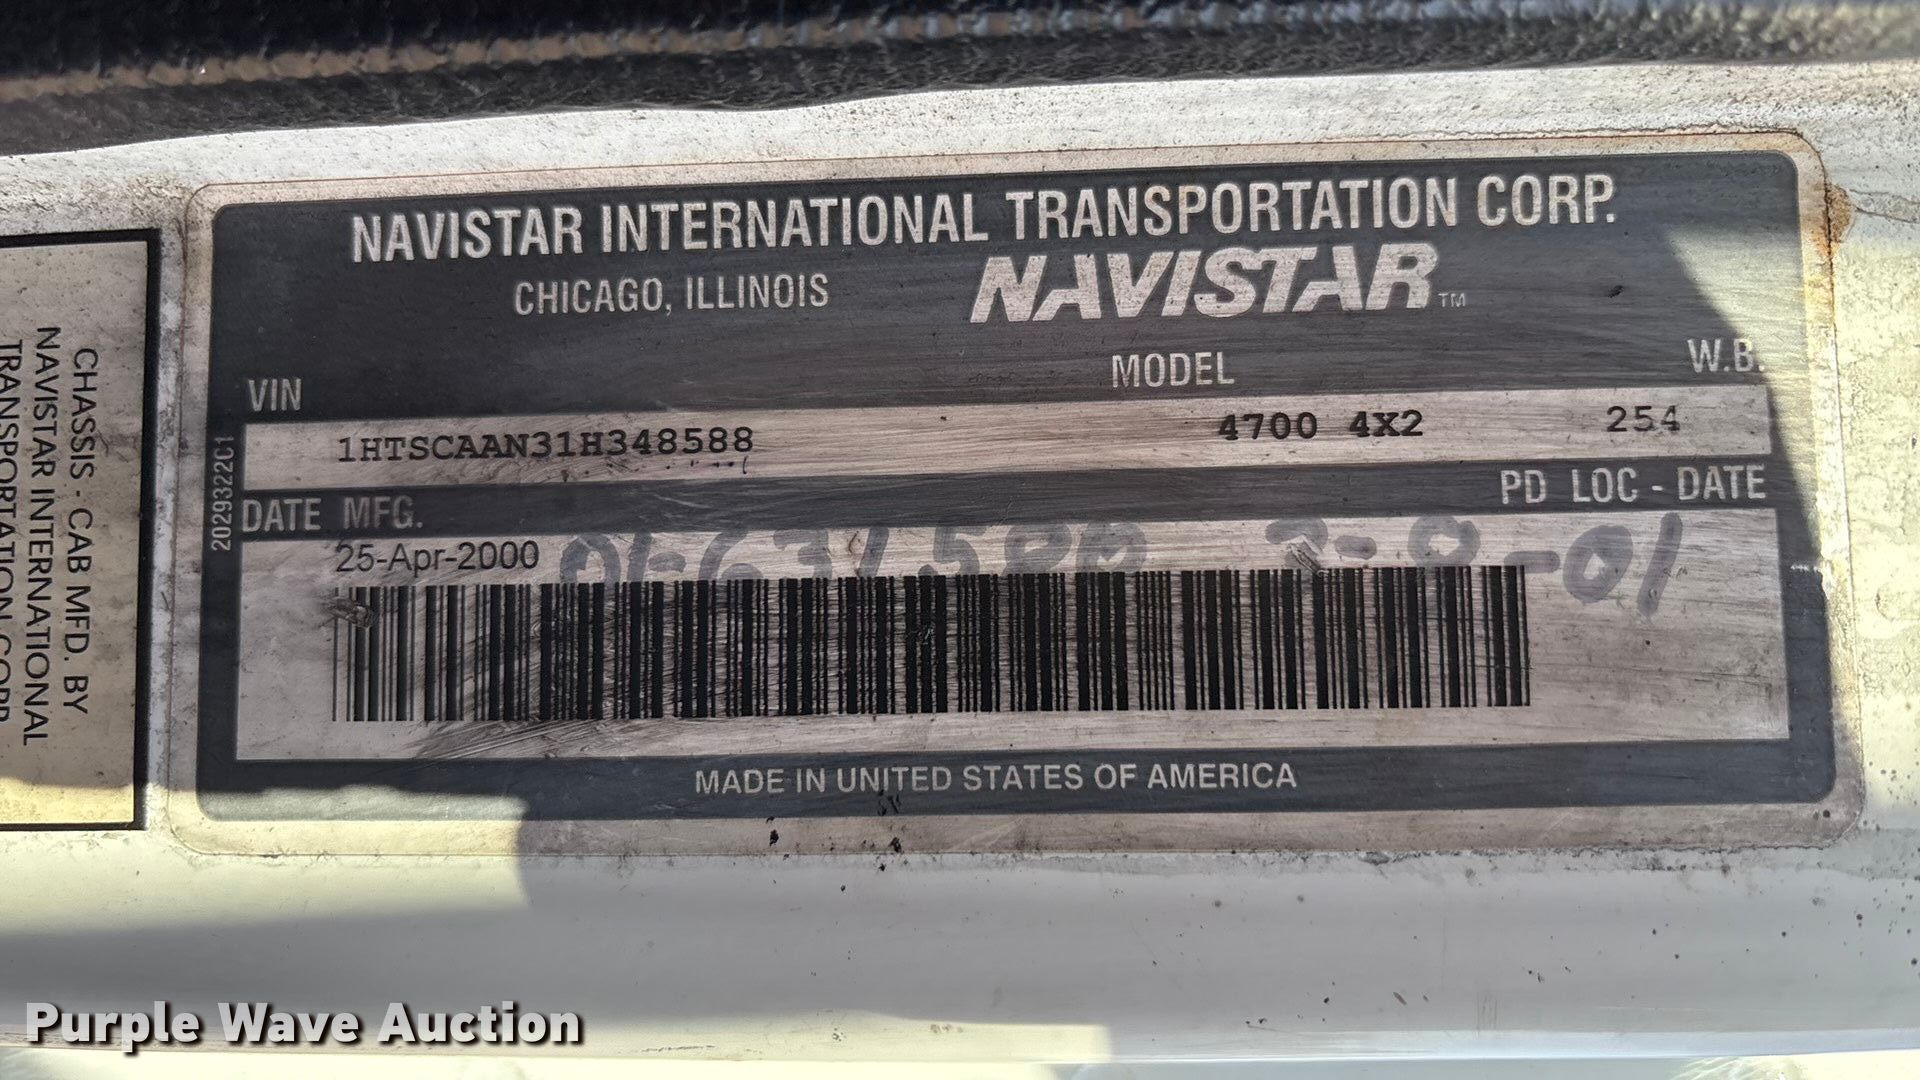 NAVISTAR INTERNATIONAL TRANSPORTATION CORP.
CHICAGO, ILLINOIS
NAVISTAR™
VIN
MODEL
W.B.
1HTSCAAN31H348588
4700 4X2
254
DATE MFG.
PD LOC - DATE
25-Apr-2000
-01
2029322C1
MADE IN UNITED STATES OF AMERICA
CHASSIS - CAB MFD. BY
NAVISTAR INTERNATIONAL
TRANSPORTATION CORP.
Purple Wave Auction